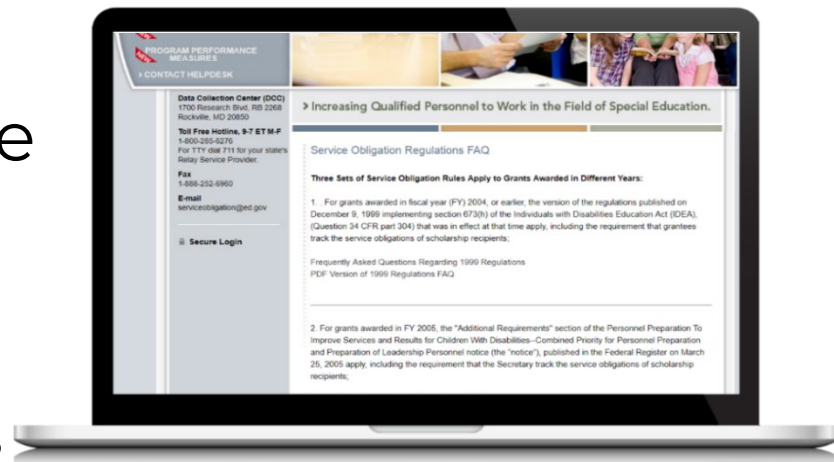 PROGRAM PERFORMANCE
MEASURES
NEW
› CONTACT HELPDESK
Data Collection Center (DCC)
1700 Research Blvd, RB 2268
Rockville, MD 20850
Toll Free Hotline, 9-7 ET M-F
1-800-285-6276
For TTY dial 711 for your state's
Relay Service Provider.
Fax
1-888-252-6960
E-mail
serviceobligation@ed.gov
Secure Login
› Increasing Qualified Personnel to Work in the Field of Special Education.
Service Obligation Regulations FAQ
Three Sets of Service Obligation Rules Apply to Grants Awarded in Different Years:
1. . For grants awarded in fiscal year (FY) 2004, or earlier, the version of the regulations published on
December 9, 1999 implementing section 673(h) of the Individuals with Disabilities Education Act (IDEA),
(Question 34 CFR part 304) that was in effect at that time apply, including the requirement that grantees
track the service obligations of scholarship recipients;
Frequently Asked Questions Regarding 1999 Regulations
PDF Version of 1999 Regulations FAQ
2. For grants awarded in FY 2005, the "Additional Requirements" section of the Personnel Preparation To
Improve Services and Results for Children With Disabilities--Combined Priority for Personnel Preparation
and Preparation of Leadership Personnel notice (the "notice"), published in the Federal Register on March
25, 2005 apply, including the requirement that the Secretary track the service obligations of scholarship
recipients;
e